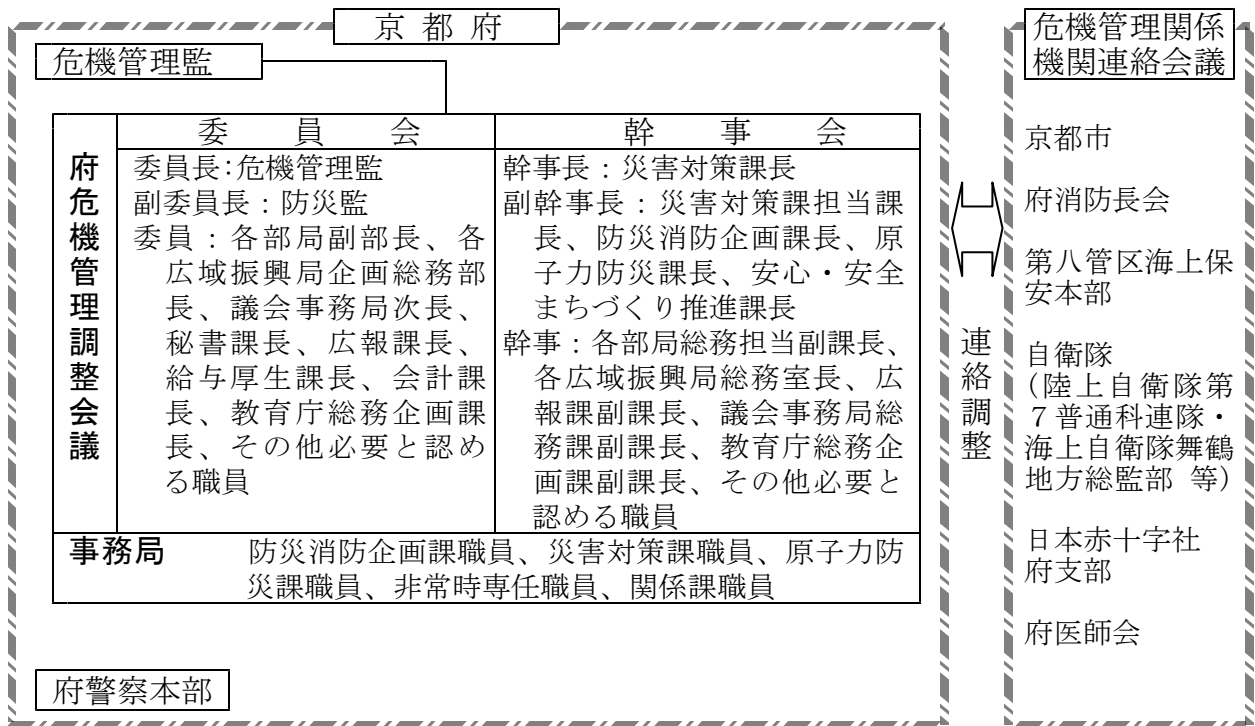 京都府
危機管理監
府危機管理調整会議
委員会
委員長:危機管理監
副委員長：防災監
委員：各部局副部長、各
広域振興局企画総務部
長、議会事務局次長、
秘書課長、広報課長、
給与厚生課長、会計課
長、教育庁総務企画課
長、その他必要と認め
る職員
幹事会
幹事長：災害対策課長
副幹事長：災害対策課担当課
長、防災消防企画課長、原
子力防災課長、安心・安全
まちづくり推進課長
幹事：各部局総務担当副課長、
各広域振興局総務室長、広
報課副課長、議会事務局総
務課副課長、教育庁総務企
画課副課長、その他必要と
認める職員
事務局 防災消防企画課職員、災害対策課職員、原子力防
災課職員、非常時専任職員、関係課職員
府警察本部
連絡調整
危機管理関係
機関連絡会議
京都市
府消防長会
第八管区海上保
安本部
自衛隊
(陸上自衛隊第
７普通科連隊・
海上自衛隊舞鶴
地方総監部 等)
日本赤十字社
府支部
府医師会